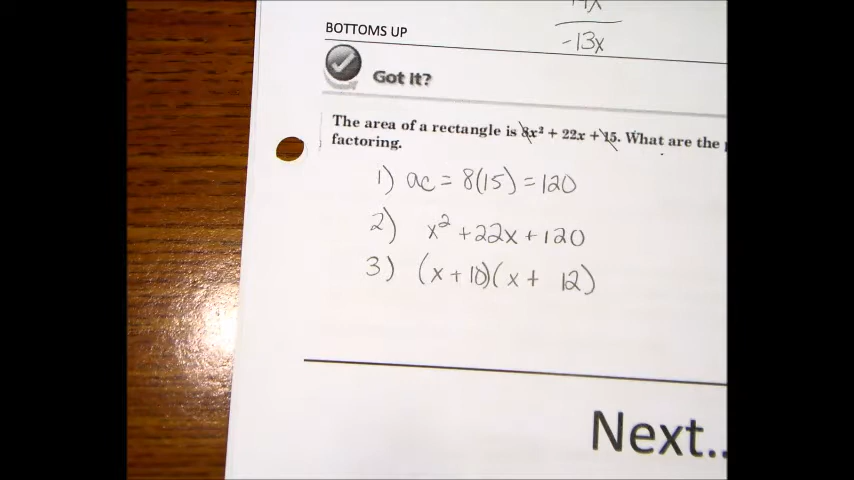 4x
BOTTOMS UP
-13x
Got It?
The area of a rectangle is 8x² + 22x + 15. What are the
factoring.
1) ac = 8(15) = 120
2) x² + 22x + 120
3) (x + 10)(x + 12)
Next..